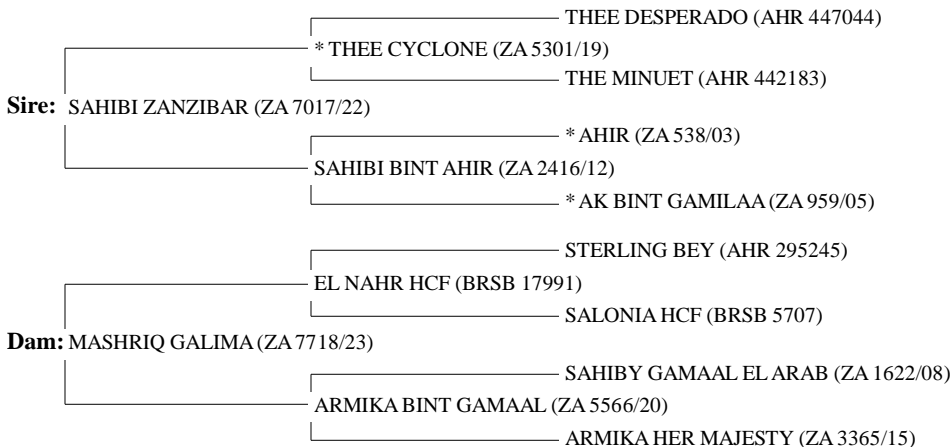 THEE DESPERADO (AHR 447044)
* THEE CYCLONE (ZA 5301/19)
THE MINUET (AHR 442183)
Sire: SAHIBI ZANZIBAR (ZA 7017/22)
* AHIR (ZA 538/03)
SAHIBI BINT AHIR (ZA 2416/12)
* AK BINT GAMILAA (ZA 959/05)
STERLING BEY (AHR 295245)
EL NAHR HCF (BRSB 17991)
SALONIA HCF (BRSB 5707)
Dam: MASHRIQ GALIMA (ZA 7718/23)
SAHIBY GAMAAL EL ARAB (ZA 1622/08)
ARMIKA BINT GAMAAL (ZA 5566/20)
ARMIKA HER MAJESTY (ZA 3365/15)